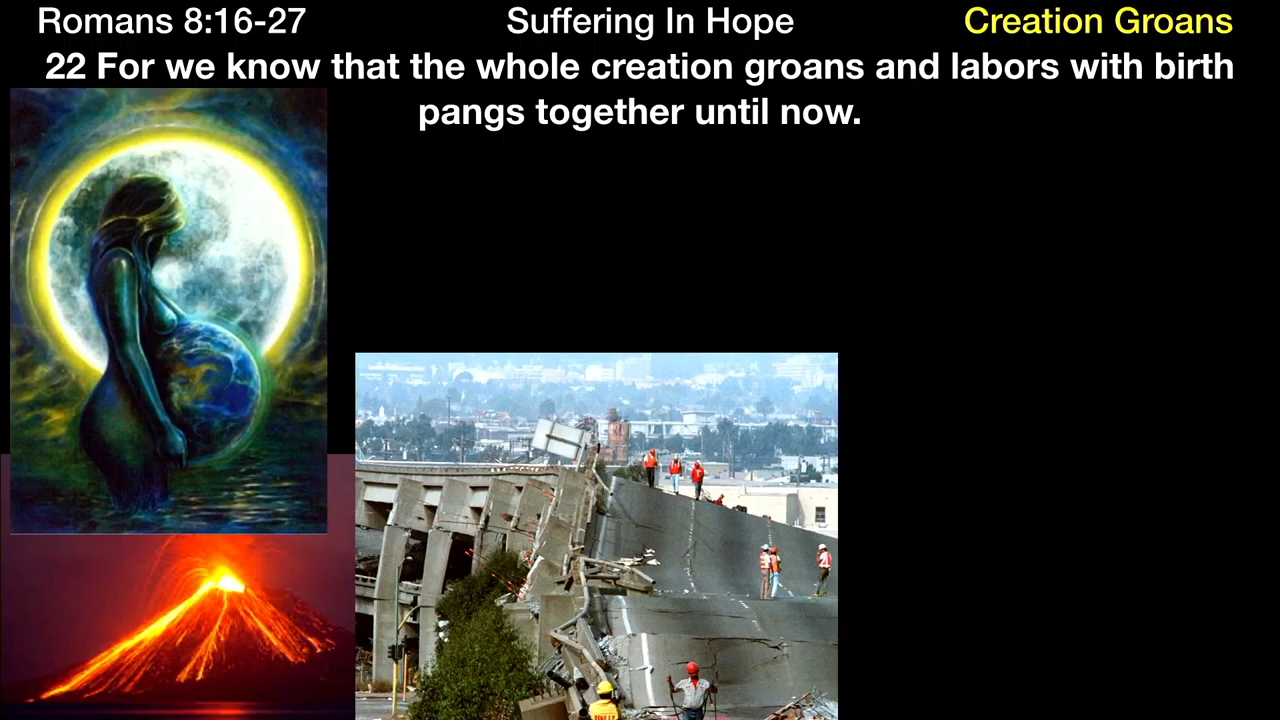 Romans 8:16-27 Suffering In Hope Creation Groans
22 For we know that the whole creation groans and labors with birth
pangs together until now.